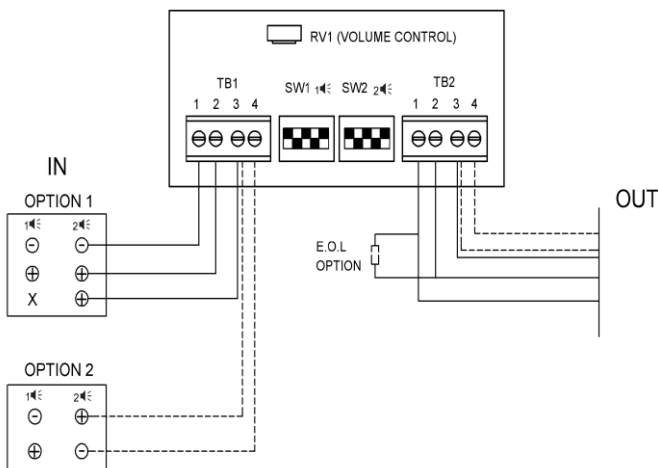 RV1 (VOLUME CONTROL)
TB1
SW1 1
SW2 2
TB2
1 2 3 4
1 2 3 4
IN
OPTION 1
1 2
X
OUT
E.O.L
OPTION
OPTION 2
1 2